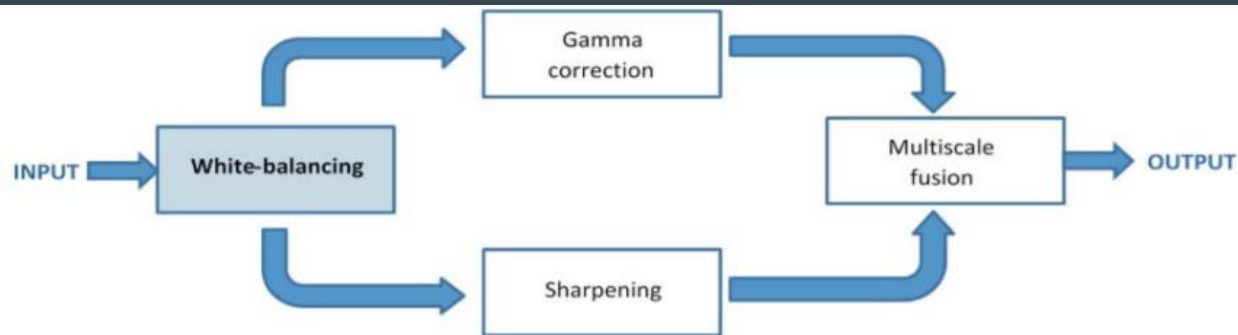 Gamma
correction
INPUT
White-balancing
Multiscale
fusion
OUTPUT
Sharpening